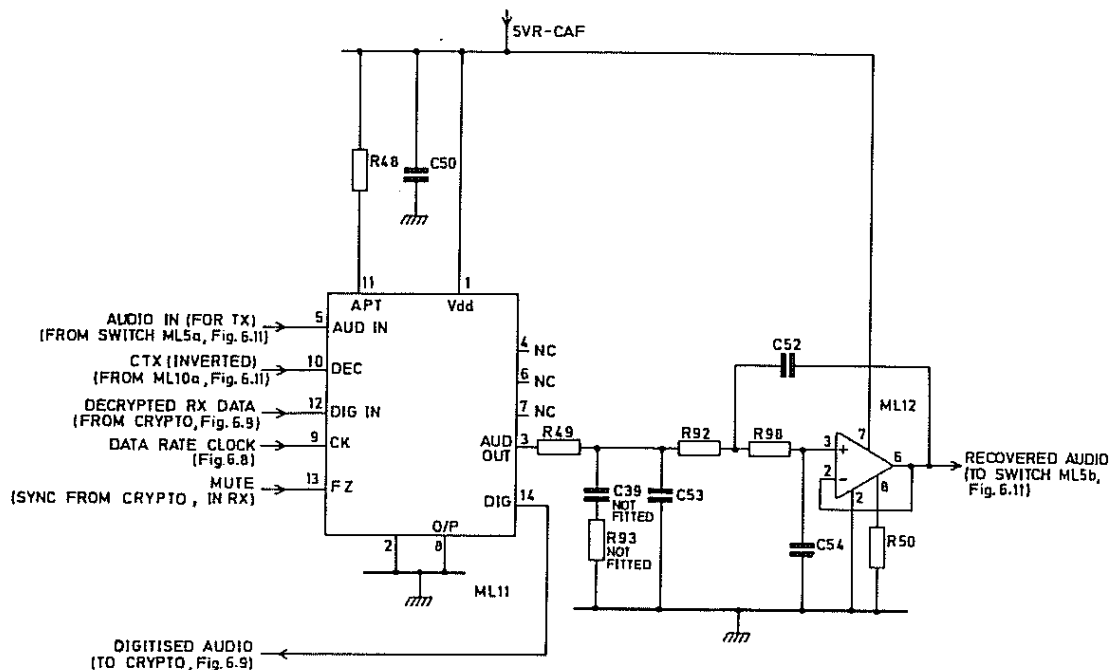 5VR-CAF
R48
C50
11
1
APT
Vdd
AUDIO IN (FOR TX)
(FROM SWITCH ML5a, Fig. 6.11)
5
AUD IN
CTX (INVERTED)
(FROM ML10a, Fig. 6.11)
10
DEC
DECRYPTED RX DATA
(FROM CRYPTO, Fig. 6.9)
12
DIG IN
DATA RATE CLOCK
(Fig. 6.8)
9
CK
MUTE
(SYNC FROM CRYPTO, IN RX)
13
FZ
4
NC
6
NC
7
NC
AUD
OUT
3
DIG
14
O/P
2
8
ML11
R49
C39
NOT
FITTED
R93
NOT
FITTED
C53
R92
R98
C52
C54
ML12
7
3
+
2
-
6
8
2
R50
RECOVERED AUDIO
(TO SWITCH ML5b,
Fig. 6.11)
DIGITISED AUDIO
(TO CRYPTO, Fig. 6.9)